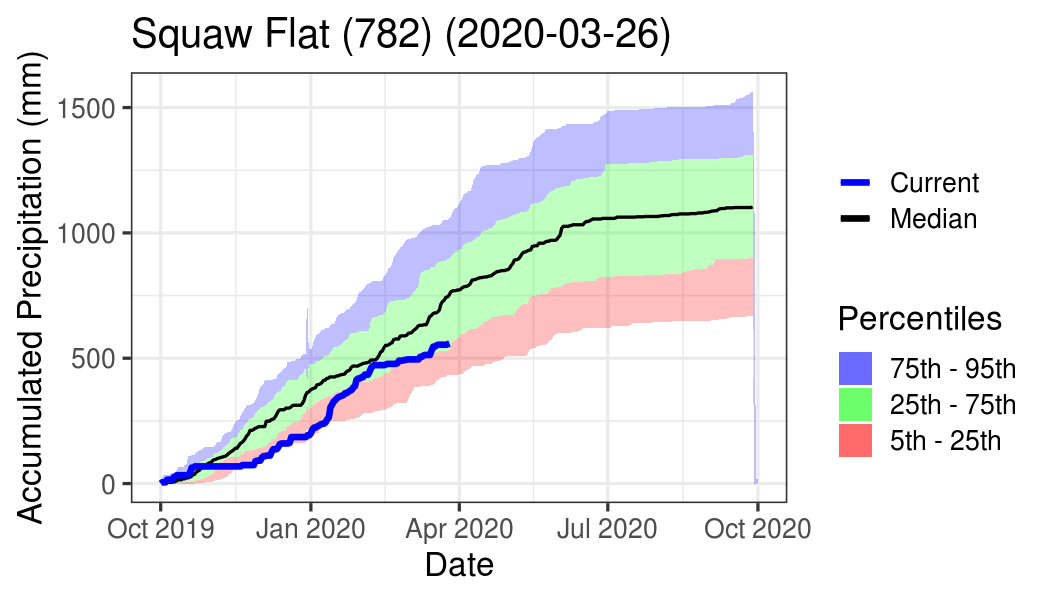 Squaw Flat (782) (2020-03-26)
Accumulated Precipitation (mm)
1500
1000
500
0
Oct 2019
Jan 2020
Apr 2020
Jul 2020
Oct 2020
Date
Current
Median
Percentiles
75th - 95th
25th - 75th
5th - 25th